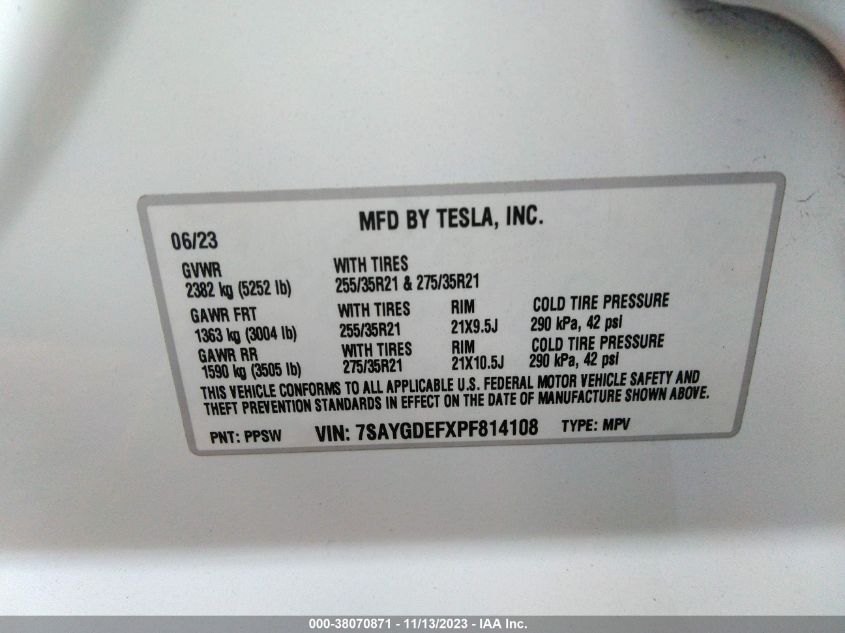 MFD BY TESLA, INC.
06/23
GVWR WITH TIRES
2382 kg (5252 lb) 255/35R21 & 275/35R21
GAWR FRT WITH TIRES RIM COLD TIRE PRESSURE
1363 kg (3004 lb) 255/35R21 21X9.5J 290 kPa, 42 psi
GAWR RR WITH TIRES RIM COLD TIRE PRESSURE
1590 kg (3505 lb) 275/35R21 21X10.5J 290 kPa, 42 psi
THIS VEHICLE CONFORMS TO ALL APPLICABLE U.S. FEDERAL MOTOR VEHICLE SAFETY AND
THEFT PREVENTION STANDARDS IN EFFECT ON THE DATE OF MANUFACTURE SHOWN ABOVE.
PNT: PPSW VIN: 7SAYGDEFXPF814108 TYPE: MPV
000-38070871 - 11/13/2023 - IAA Inc.